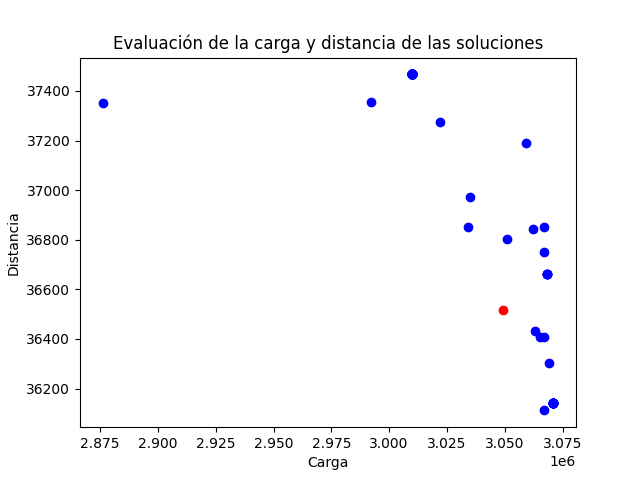 Evaluación de la carga y distancia de las soluciones
Distancia
37400
37200
37000
36800
36600
36400
36200
2.875 2.900 2.925 2.950 2.975 3.000 3.025 3.050 3.075
Carga
1e6